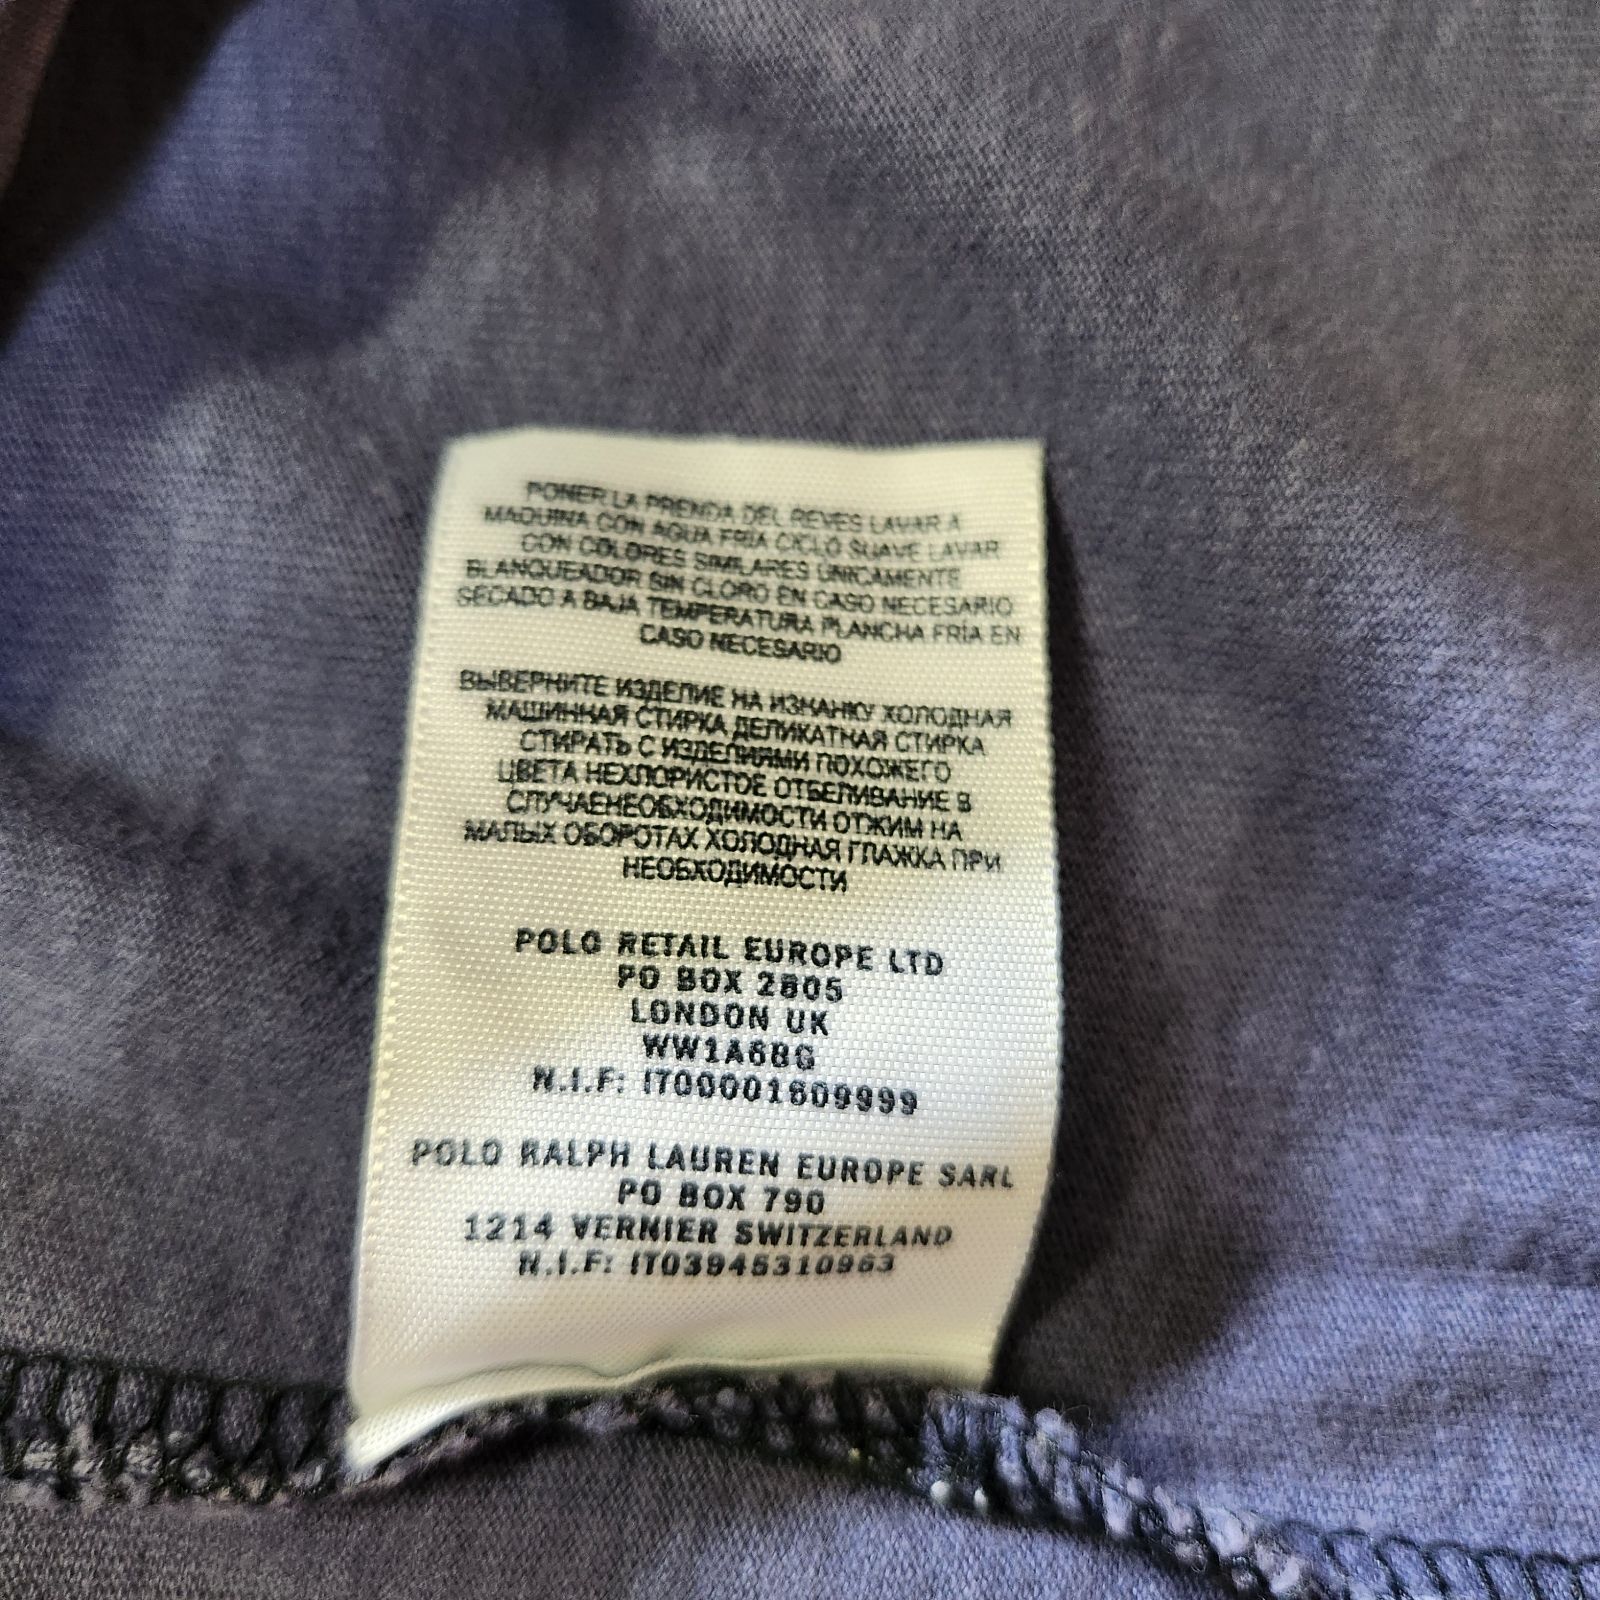 PONER LA PRENDA DEL REVES LAVAR A
MAQUINA CON AGUA FRIA CICLO SUAVE LAVAR
CON COLORES SIMILARES UNICAMENTE
BLANQUEADOR SIN CLORO EN CASO NECESARIO
SECADO A BAJA TEMPERATURA PLANCHA FRIA EN
CASO NECESARIO
ВЫВЕРНИТЕ ИЗДЕЛИЕ НА ИЗНАНКУ ХОЛОДНАЯ
МАШИННАЯ СТИРКА ДЕЛИКАТНАЯ СТИРКА
СТИРАТЬ С ИЗДЕЛИЯМИ ПОХОЖЕГО
ЦВЕТА НЕХЛОРИСТОЕ ОТБЕЛИВАНИЕ В
СЛУЧАЕНЕОБХОДИМОСТИ ОТЖИМ НА
МАЛЫХ ОБОРОТАХ ХОЛОДНАЯ ГЛАЖКА ПРИ
НЕОБХОДИМОСТИ
POLO RETAIL EUROPE LTD
PO BOX 2805
LONDON UK
WW1A6BG
N.I.F: IT00001609999
POLO RALPH LAUREN EUROPE SARL
PO BOX 790
1214 VERNIER SWITZERLAND
N.I.F: IT03945310963